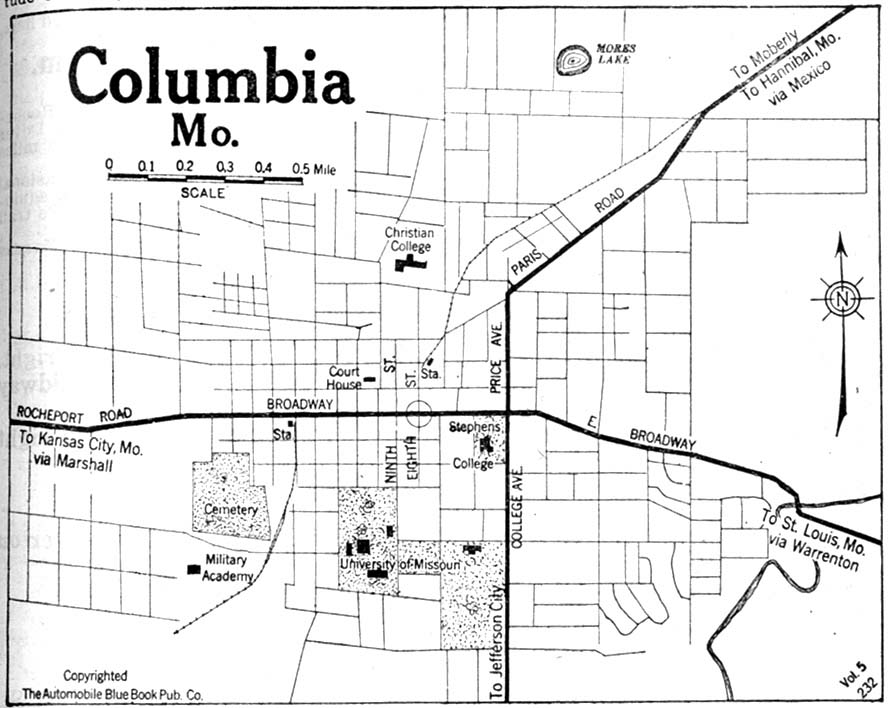 Columbia
Mo.
0 0.1 0.2 0.3 0.4 0.5 Mile
SCALE
MORES
LAKE
To Moberly
To Hannibal, Mo.
via Mexico
Christian
College
PARIS ROAD
N
PRICE AVE.
ST.
ST.
Sta.
Court
House
BROADWAY
ROCHEPORT ROAD
To Kansas City, Mo.
via Marshall
Sta.
Stephens
College
E. BROADWAY
NINTH
EIGHTH
COLLEGE AVE.
Cemetery
To St. Louis, Mo.
via Warrenton
Military
Academy
University of Missouri
To Jefferson City
Copyrighted
The Automobile Blue Book Pub. Co.
Vol. 5
232